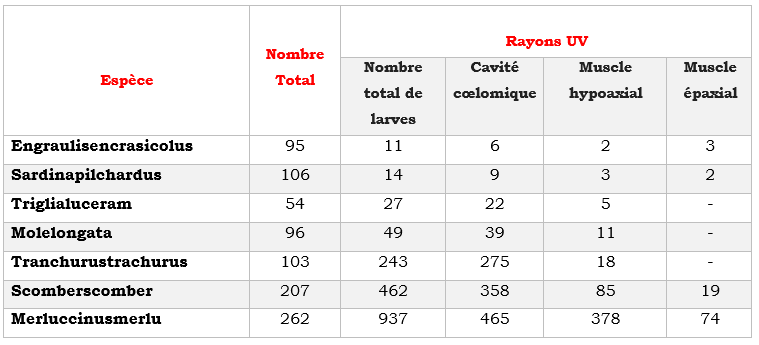 Espèce Nombre Total Rayons UV
Nombre total de larves Cavité cœlomique Muscle hypoaxial Muscle épaxial
Engraulisencrasicolus 95 11 6 2 3
Sardinapilchardus 106 14 9 3 2
Triglialuceram 54 27 22 5 -
Molelongata 96 49 39 11 -
Tranchurustrachurus 103 243 275 18 -
Scomberscomber 207 462 358 85 19
Merluccinusmerlu 262 937 465 378 74